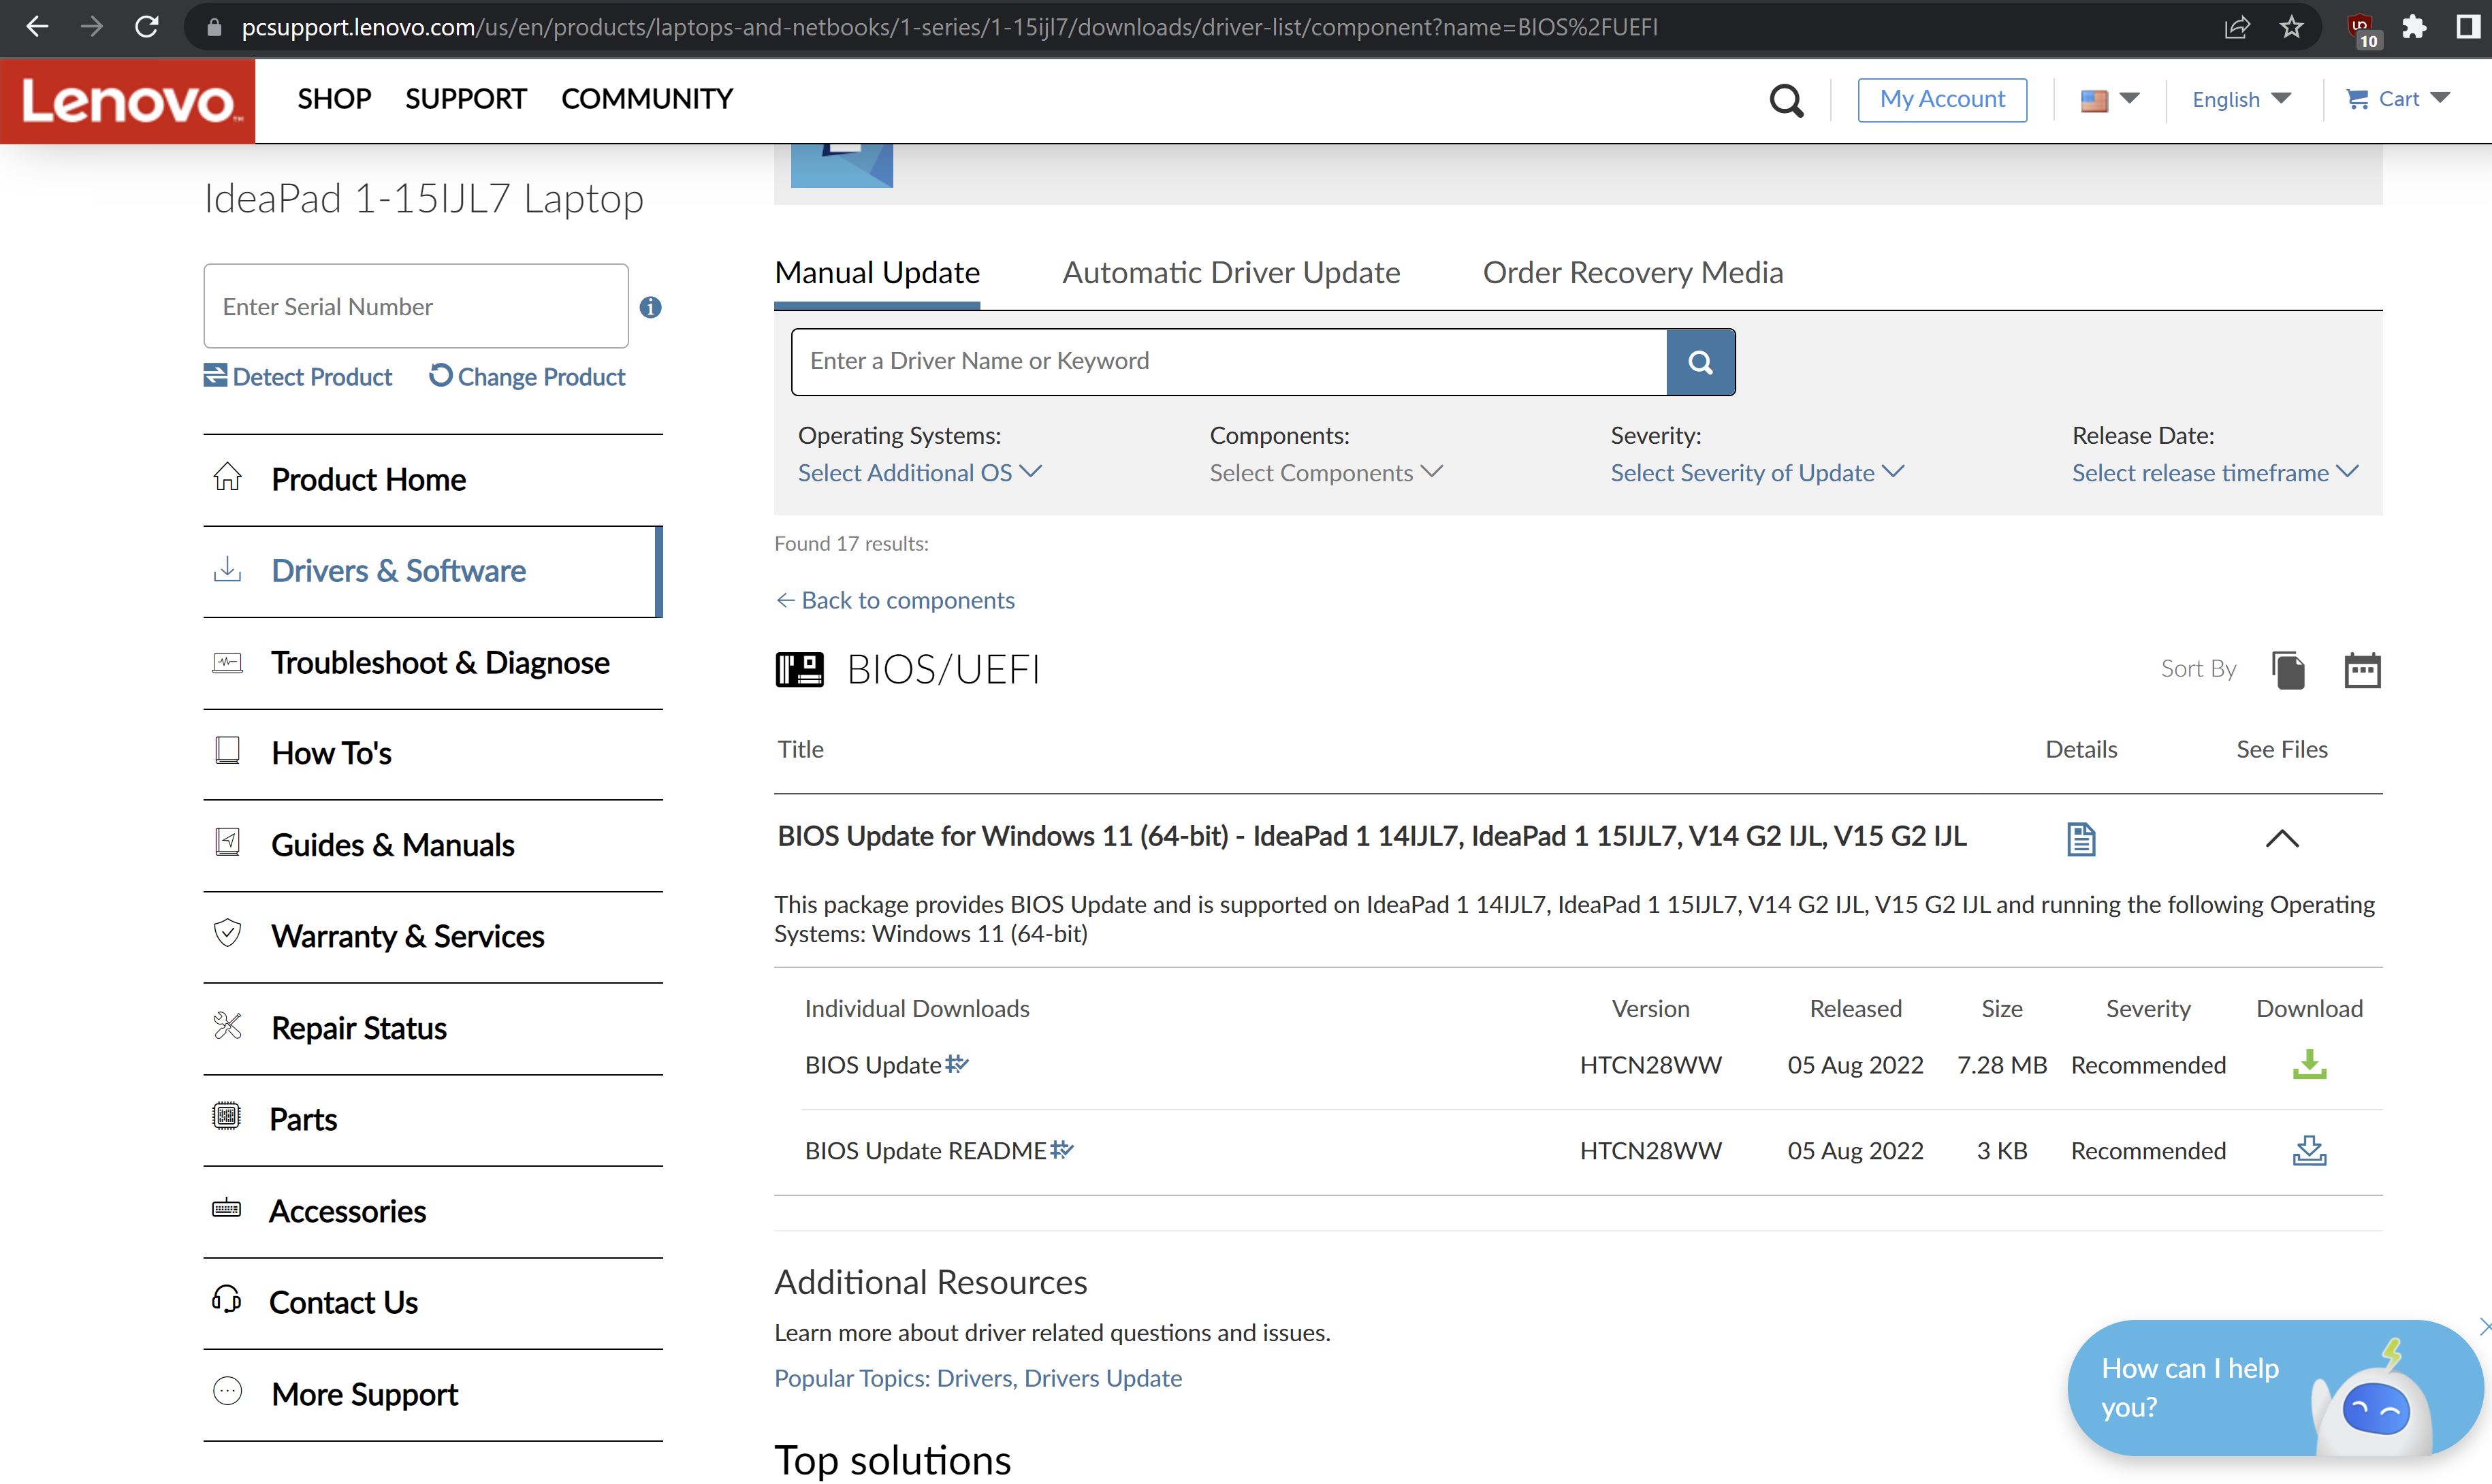 pcsupport.lenovo.com/us/en/products/laptops-and-netbooks/1-series/1-15ijl7/downloads/driver-list/component?name=BIOS%2FUEFI
10
Lenovo™
SHOP SUPPORT COMMUNITY
My Account
English
Cart
IdeaPad 1-15IJL7 Laptop
Enter Serial Number
Detect Product Change Product
Product Home
Drivers & Software
Troubleshoot & Diagnose
How To's
Guides & Manuals
Warranty & Services
Repair Status
Parts
Accessories
Contact Us
More Support
Manual Update Automatic Driver Update Order Recovery Media
Enter a Driver Name or Keyword
Operating Systems: Components: Severity: Release Date:
Select Additional OS Select Components Select Severity of Update Select release timeframe
Found 17 results:
Back to components
BIOS/UEFI
Sort By
Title Details See Files
BIOS Update for Windows 11 (64-bit) - IdeaPad 1 14IJL7, IdeaPad 1 15IJL7, V14 G2 IJL, V15 G2 IJL
This package provides BIOS Update and is supported on IdeaPad 1 14IJL7, IdeaPad 1 15IJL7, V14 G2 IJL, V15 G2 IJL and running the following Operating
Systems: Windows 11 (64-bit)
Individual Downloads Version Released Size Severity Download
BIOS Update HTCN28WW 05 Aug 2022 7.28 MB Recommended
BIOS Update README HTCN28WW 05 Aug 2022 3 KB Recommended
Additional Resources
Learn more about driver related questions and issues.
Popular Topics: Drivers, Drivers Update
Top solutions
How can I help
you?